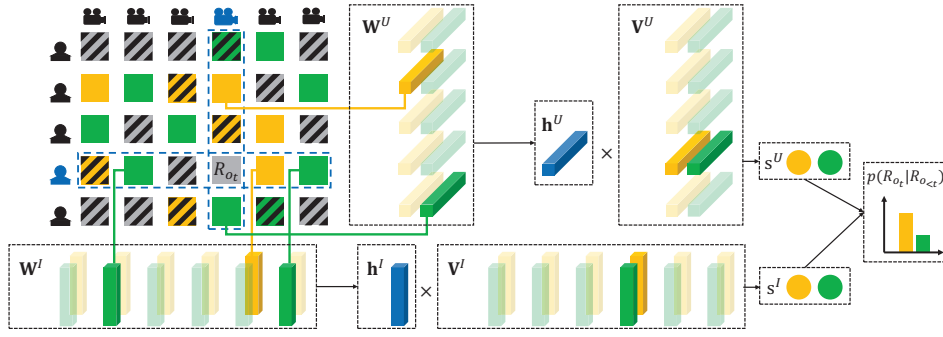 W^U
V^U
h^U
×
R_{o_t}
s^U
p(R_{o_t}|R_{o_{<t}})
W^I
h^I
×
V^I
s^I